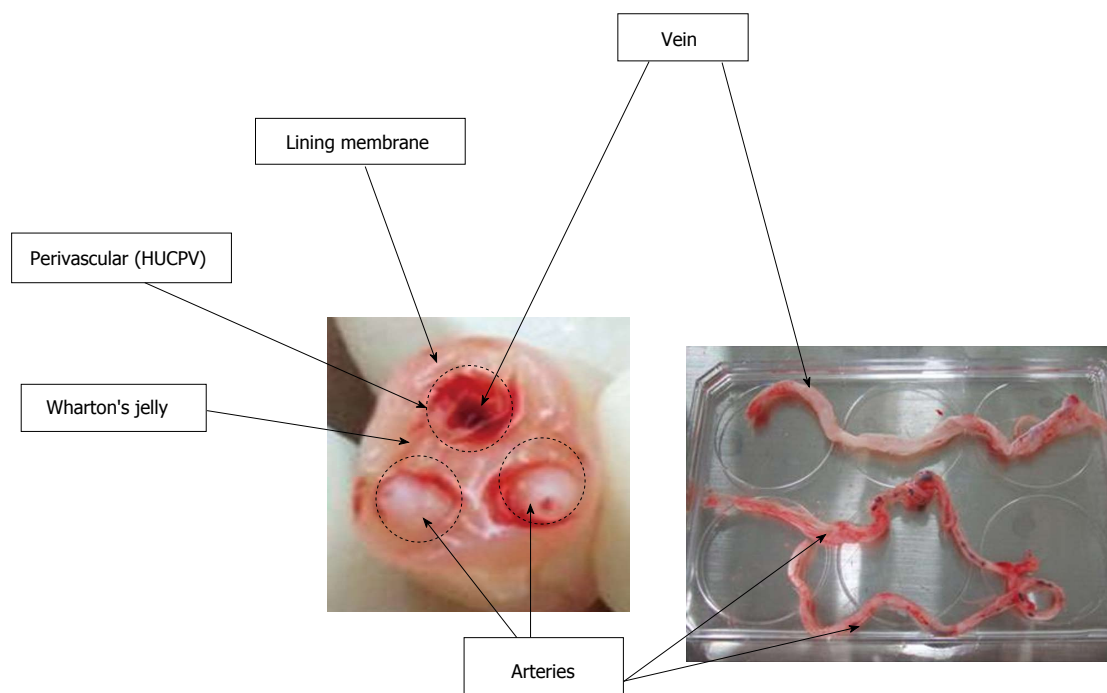 Vein
Lining membrane
Perivascular (HUCPV)
Wharton's jelly
Arteries